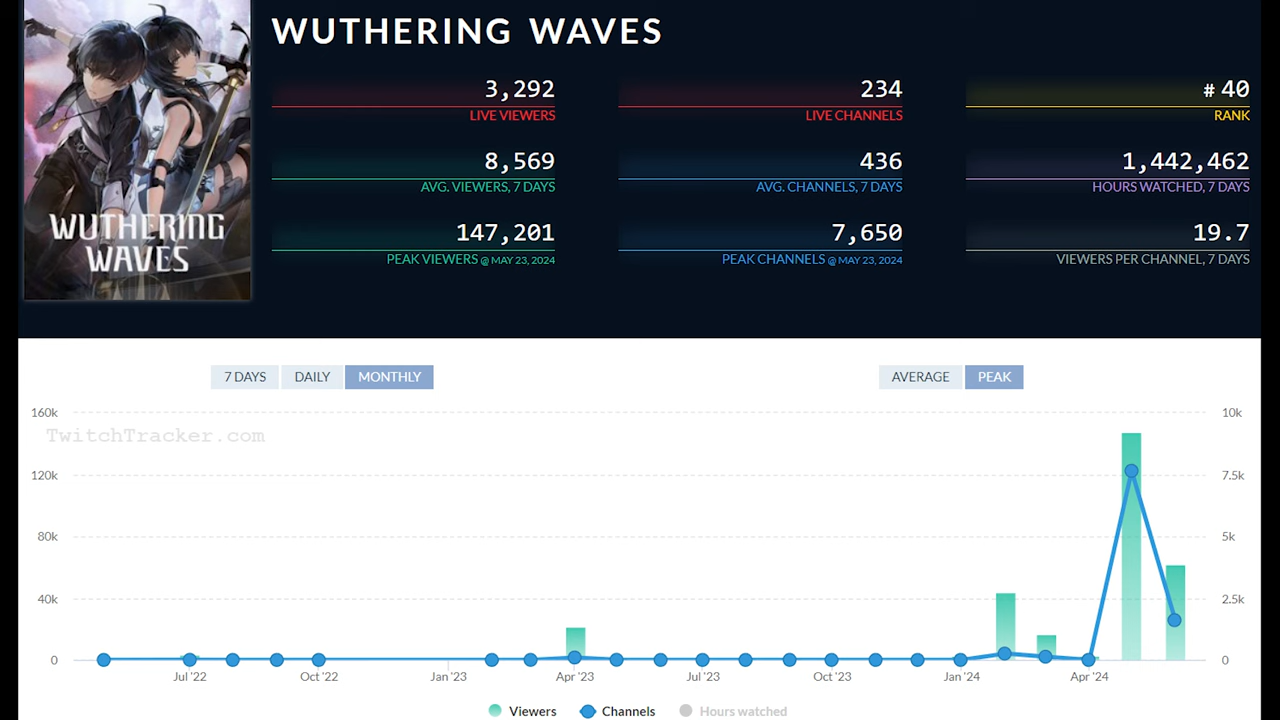 WUTHERING WAVES
WUTHERING
WAVES
3,292
LIVE VIEWERS
234
LIVE CHANNELS
# 40
RANK
8,569
AVG. VIEWERS, 7 DAYS
436
AVG. CHANNELS, 7 DAYS
1,442,462
HOURS WATCHED, 7 DAYS
147,201
PEAK VIEWERS @ MAY 23, 2024
7,650
PEAK CHANNELS @ MAY 23, 2024
19.7
VIEWERS PER CHANNEL, 7 DAYS
7 DAYS DAILY MONTHLY
AVERAGE PEAK
160k 10k
TwitchTracker.com
120k 7.5k
80k 5k
40k 2.5k
0 0
Jul '22 Oct '22 Jan '23 Apr '23 Jul '23 Oct '23 Jan '24 Apr '24
Viewers Channels Hours watched